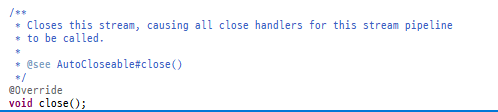 /**
 * Closes this stream, causing all close handlers for this stream pipeline
 * to be called.
 *
 * @see AutoCloseable#close()
 */
@Override
void close();